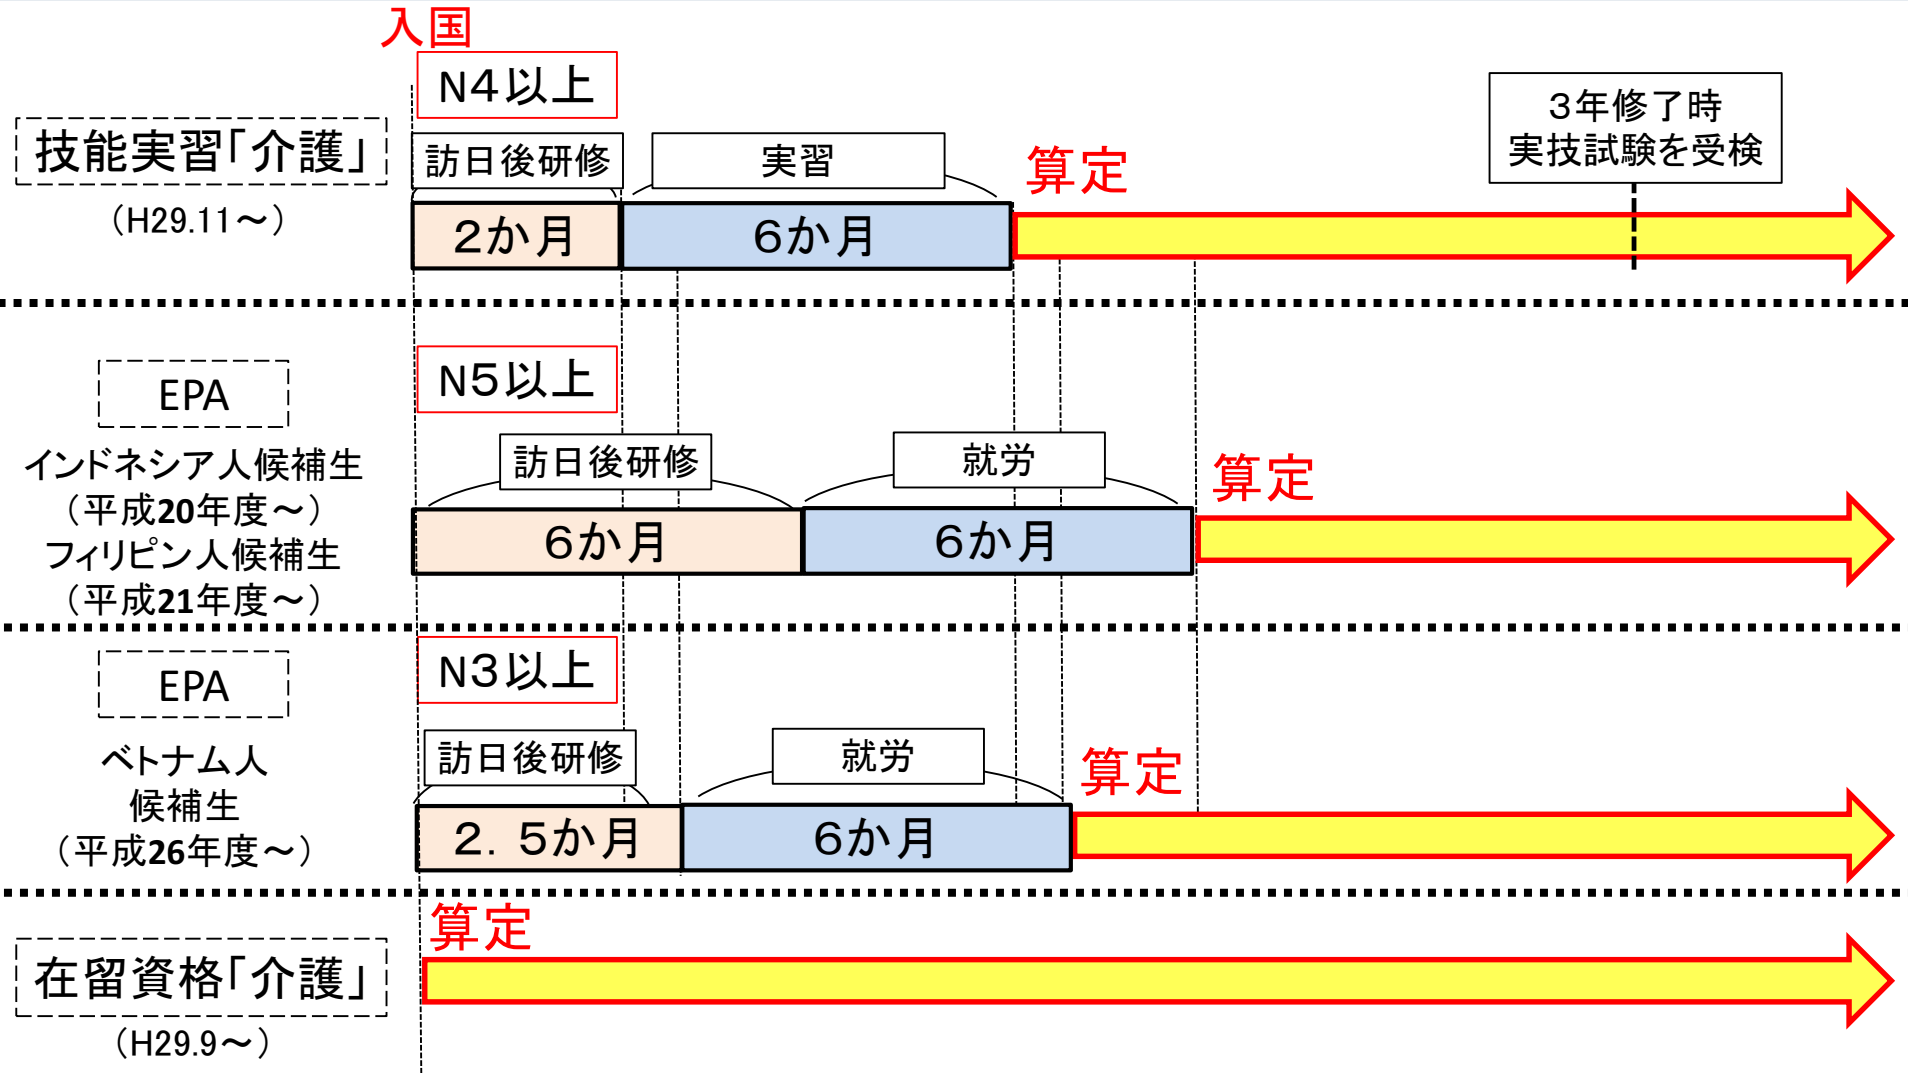 入国
N4以上
技能実習「介護」
(H29.11～)
訪日後研修
実習
算定
3年修了時
実技試験を受検
2か月
6か月
EPA
インドネシア人候補生
(平成20年度～)
フィリピン人候補生
(平成21年度～)
N5以上
訪日後研修
就労
算定
6か月
6か月
EPA
ベトナム人
候補生
(平成26年度～)
N3以上
訪日後研修
就労
算定
2．5か月
6か月
在留資格「介護」
(H29.9～)
算定